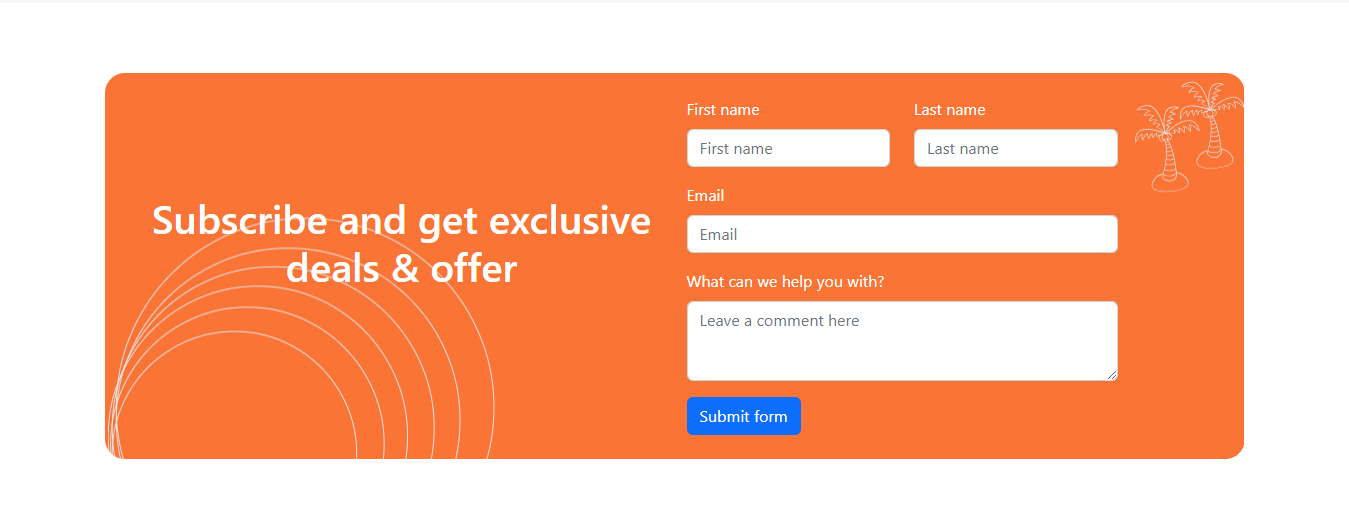 Subscribe and get exclusive
deals & offer
First name
Last name
First name
Last name
Email
Email
What can we help you with?
Leave a comment here
Submit form